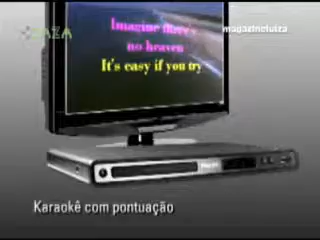 magazineluiza
Imagine there's
no heaven
It's easy if you try
Karaokê com pontuação